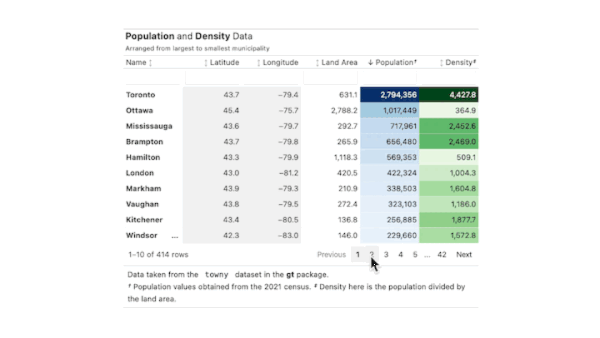 Population and Density Data
Arranged from largest to smallest municipality
Name Latitude Longitude Land Area ↓ Population† Density‡
Toronto 43.7 −79.4 631.1 2,794,356 4,427.8
Ottawa 45.4 −75.7 2,788.2 1,017,449 364.9
Mississauga 43.6 −79.7 292.7 717,961 2,452.6
Brampton 43.7 −79.8 265.9 656,480 2,469.0
Hamilton 43.3 −79.9 1,118.3 569,353 509.1
London 43.0 −81.2 420.5 422,324 1,004.3
Markham 43.9 −79.3 210.9 338,503 1,604.8
Vaughan 43.8 −79.5 272.4 323,103 1,186.0
Kitchener 43.4 −80.5 136.8 256,885 1,877.7
Windsor ... 42.3 −83.0 146.0 229,660 1,572.8
1–10 of 414 rows Previous 1 2 3 4 5 ... 42 Next
Data taken from the towny dataset in the gt package.
† Population values obtained from the 2021 census. ‡ Density here is the population divided by
the land area.